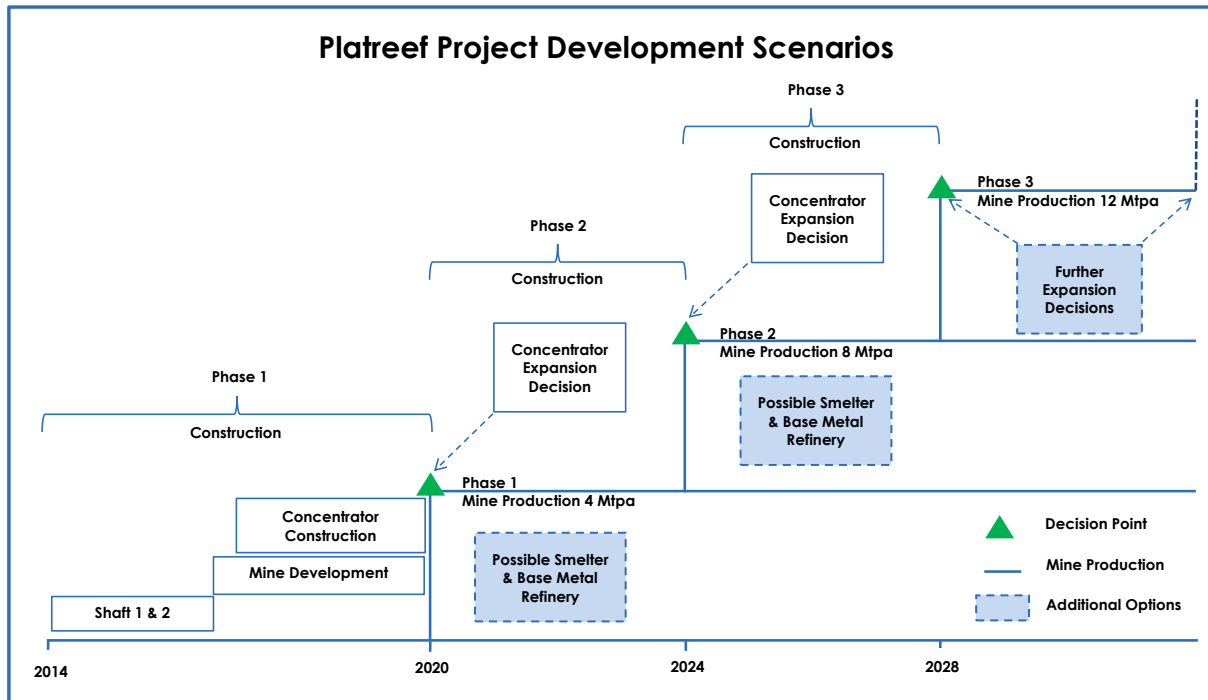 Platreef Project Development Scenarios
Phase 3
Construction
Concentrator
Expansion
Decision
Phase 3
Mine Production 12 Mtpa
Further
Expansion
Decisions
Phase 2
Construction
Concentrator
Expansion
Decision
Phase 2
Mine Production 8 Mtpa
Possible Smelter
& Base Metal
Refinery
Phase 1
Construction
Phase 1
Mine Production 4 Mtpa
Concentrator
Construction
Mine Development
Shaft 1 & 2
Possible Smelter
& Base Metal
Refinery
Decision Point
Mine Production
Additional Options
2014
2020
2024
2028